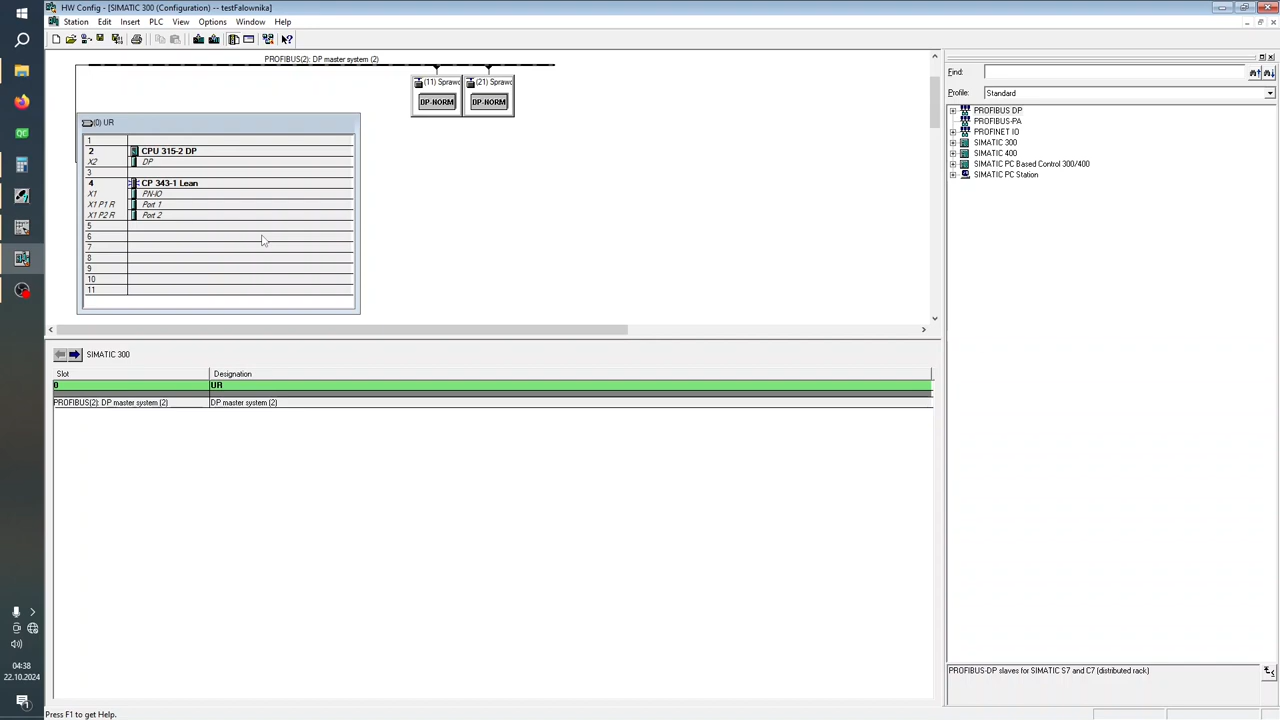 HW Config - [SIMATIC 300 (Configuration) -- testFalownika]
Station Edit Insert PLC View Options Window Help
PROFIBUS(2): DP master system (2)
(11) Sprawd (21) Sprawd
DP-NORM DP-NORM
(0) UR
1
2 CPU 315-2 DP
X2 DP
3
4 CP 343-1 Lean
X1 PN-IO
X1 P1 R Port 1
X1 P2 R Port 2
5
6
7
8
9
10
11
SIMATIC 300
Slot Designation
0 UR
PROFIBUS(2): DP master system (2) DP master system (2)
Find:
Profile: Standard
PROFIBUS DP
PROFIBUS-PA
PROFINET IO
SIMATIC 300
SIMATIC 400
SIMATIC PC Based Control 300/400
SIMATIC PC Station
PROFIBUS-DP slaves for SIMATIC S7 and C7 (distributed rack)
QC
04:38
22.10.2024
1
Press F1 to get Help.